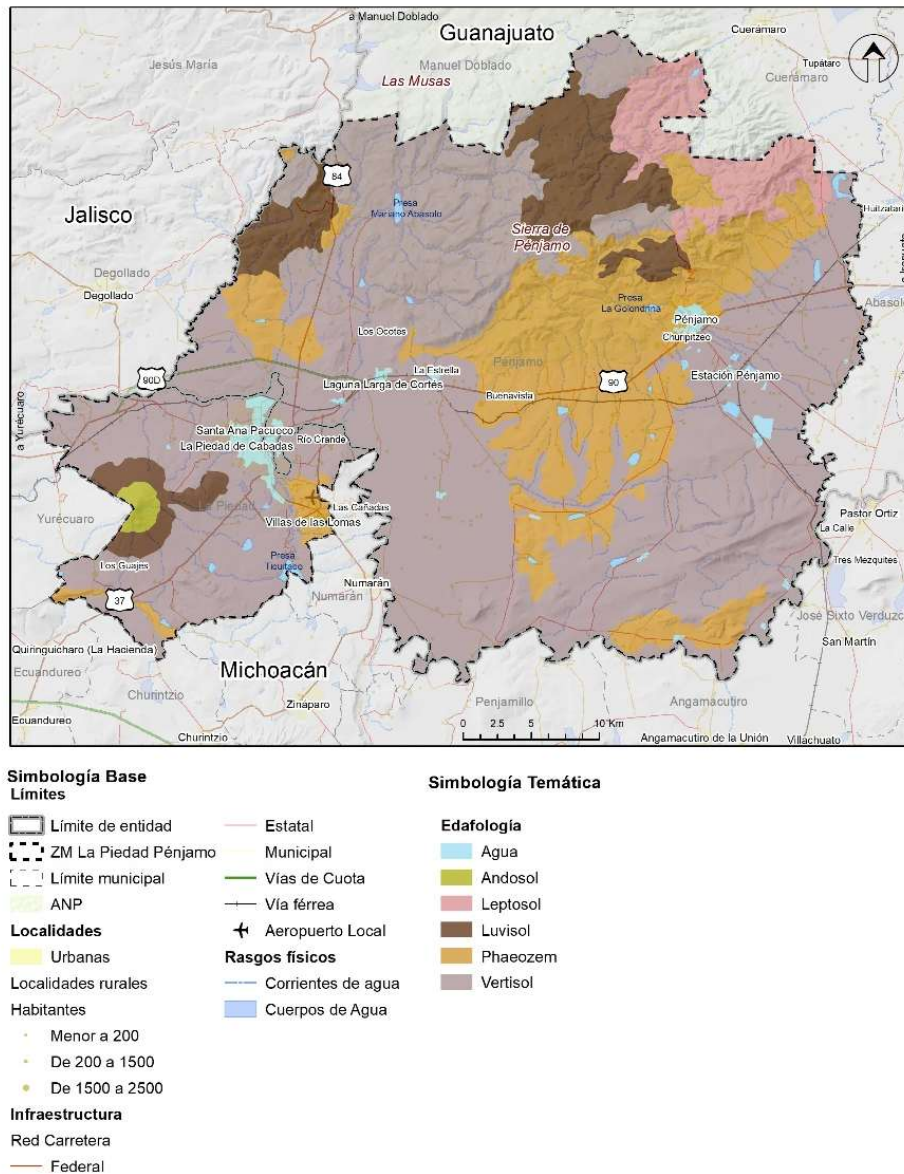 a Manuel Doblado
Guanajuato
Cuerámaro
Jesús María
Manuel Doblado
Tupátaro
Las Musas
Cuerámaro
84
Jalisco
Presa
Mariano Abasolo
Huitzatarit
Sierra de
Pénjamo
Degollado
Degollado
Presa
La Golondrina
Abasolo
Pénjamo
Churipitzeo
Los Ocotes
Pénjamo
La Estrella
Estación Pénjamo
90D
Laguna Larga de Cortés
90
Buenavista
a Yurécuaro
Santa Ana Pacueco
La Piedad de Cabadas
Río Grande
La Piedad
Las Cañadas
Pastor Ortiz
Yurécuaro
Villas de las Lomas
La Calle
Los Guajes
Presa
Ticuítaco
Tres Mezquites
Numarán
37
Numarán
José Sixto Verduzc
San Martín
Quiringuicharo (La Hacienda)
Michoacán
Ecuandureo
Churintzio
Zináparo
Penjamillo
Angamacutiro
Ecuandureo
0 2.5 5 10 Km
Churintzio
Angamacutiro de la Unión
Villachuato
Simbología Base
Límites
Límite de entidad
ZM La Piedad Pénjamo
Límite municipal
ANP
Localidades
Urbanas
Localidades rurales
Habitantes
Menor a 200
De 200 a 1500
De 1500 a 2500
Infraestructura
Red Carretera
Federal
Estatal
Municipal
Vías de Cuota
Vía férrea
Aeropuerto Local
Rasgos físicos
Corrientes de agua
Cuerpos de Agua
Simbología Temática
Edafología
Agua
Andosol
Leptosol
Luvisol
Phaeozem
Vertisol